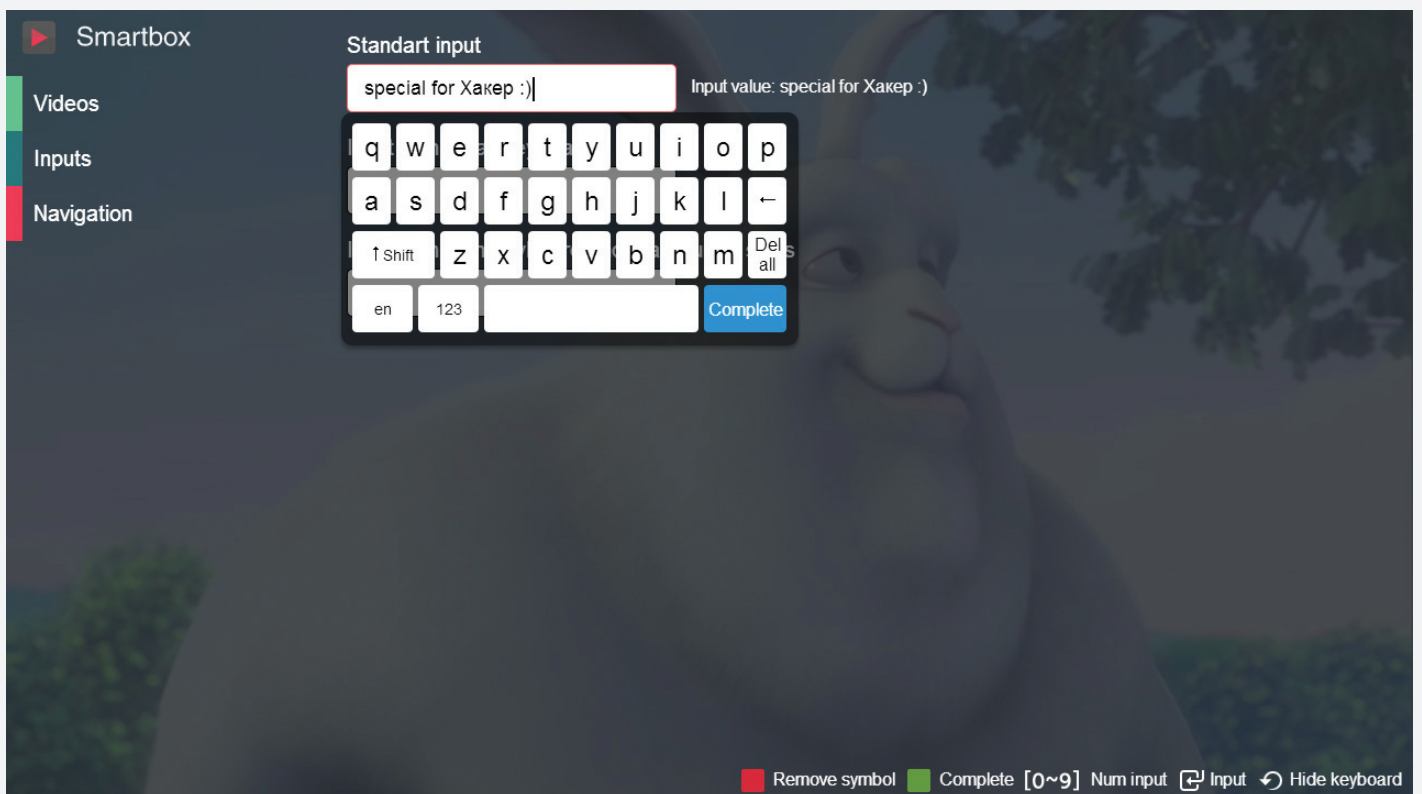 Smartbox
Videos
Inputs
Navigation
Standart input
special for Хакер :)
Input value: special for Хакер :)
q w e r t y u i o p
a s d f g h j k l ←
↑ Shift z x c v b n m Del all
en 123 Complete
Remove symbol Complete [0~9] Num input Input Hide keyboard